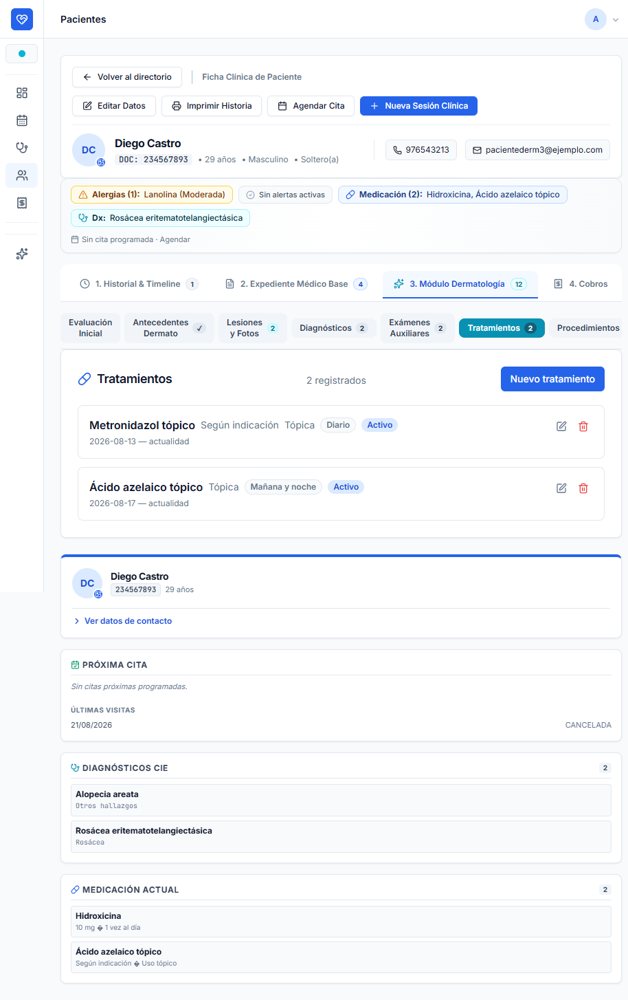 Pacientes
A
Volver al directorio
Ficha Clínica de Paciente
Editar Datos
Imprimir Historia
Agendar Cita
Nueva Sesión Clínica
DC
Diego Castro
DOC: 234567893 • 29 años • Masculino • Soltero(a)
976543213
pacientederm3@ejemplo.com
Alergias (1): Lanolina (Moderada)
Sin alertas activas
Medicación (2): Hidroxicina, Ácido azelaico tópico
Dx: Rosácea eritematotelangiectásica
Sin cita programada · Agendar
1. Historial & Timeline 1
2. Expediente Médico Base 4
3. Módulo Dermatología 12
4. Cobros
Evaluación
Inicial
Antecedentes
Dermato ✓
Lesiones
y Fotos 2
Diagnósticos 2
Exámenes
Auxiliares 2
Tratamientos 2
Procedimientos
Tratamientos
2 registrados
Nuevo tratamiento
Metronidazol tópico Según indicación Tópica Diario Activo
2026-08-13 — actualidad
Ácido azelaico tópico Tópica Mañana y noche Activo
2026-08-17 — actualidad
DC
Diego Castro
234567893 29 años
Ver datos de contacto
PRÓXIMA CITA
Sin citas próximas programadas.
ÚLTIMAS VISITAS
21/08/2026 CANCELADA
DIAGNÓSTICOS CIE 2
Alopecia areata
Otros hallazgos
Rosácea eritematotelangiectásica
Rosácea
MEDICACIÓN ACTUAL 2
Hidroxicina
10 mg � 1 vez al día
Ácido azelaico tópico
Según indicación � Uso tópico